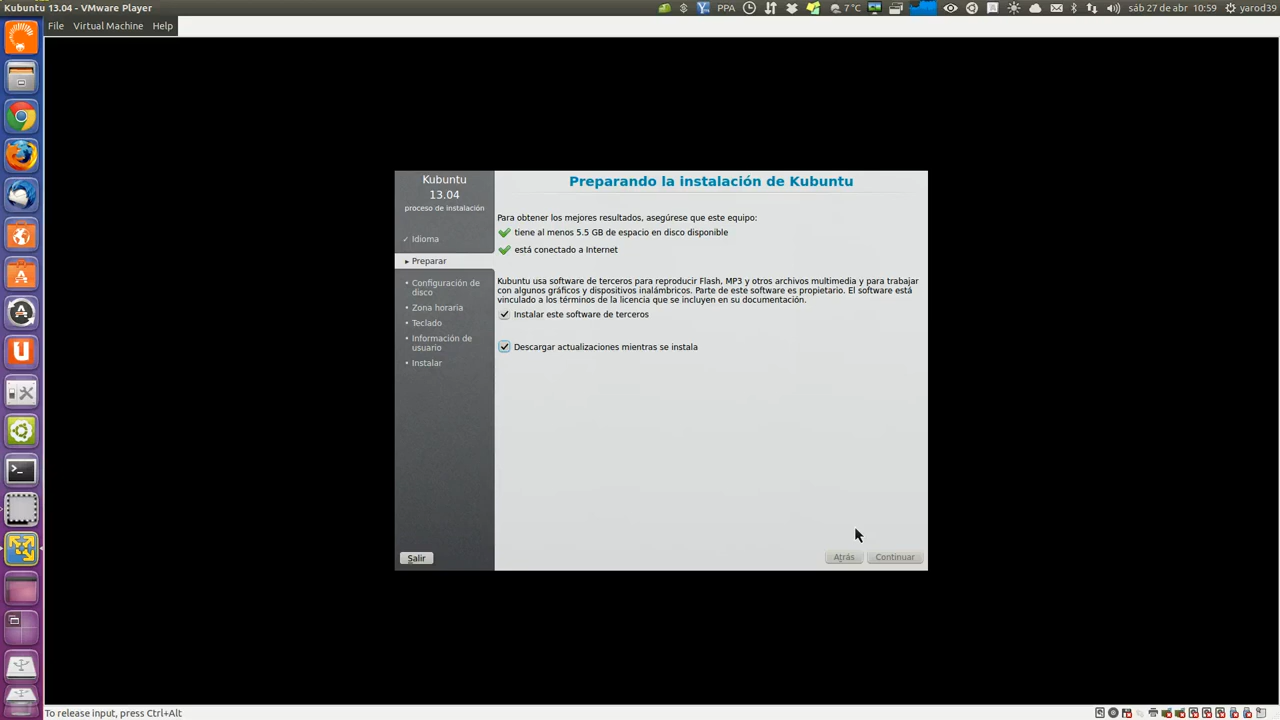 Kubuntu 13.04 - VMware Player
PPA
7°C
sáb 27 de abr
10:59
yarod39
File
Virtual Machine
Help
Kubuntu
13.04
proceso de instalación
✓ Idioma
▸ Preparar
• Configuración de
disco
• Zona horaria
• Teclado
• Información de
usuario
• Instalar
Salir
Preparando la instalación de Kubuntu
Para obtener los mejores resultados, asegúrese que este equipo:
tiene al menos 5.5 GB de espacio en disco disponible
está conectado a Internet
Kubuntu usa software de terceros para reproducir Flash, MP3 y otros archivos multimedia y para trabajar
con algunos gráficos y dispositivos inalámbricos. Parte de este software es propietario. El software está
vinculado a los términos de la licencia que se incluyen en su documentación.
Instalar este software de terceros
Descargar actualizaciones mientras se instala
Atrás
Continuar
To release input, press Ctrl+Alt